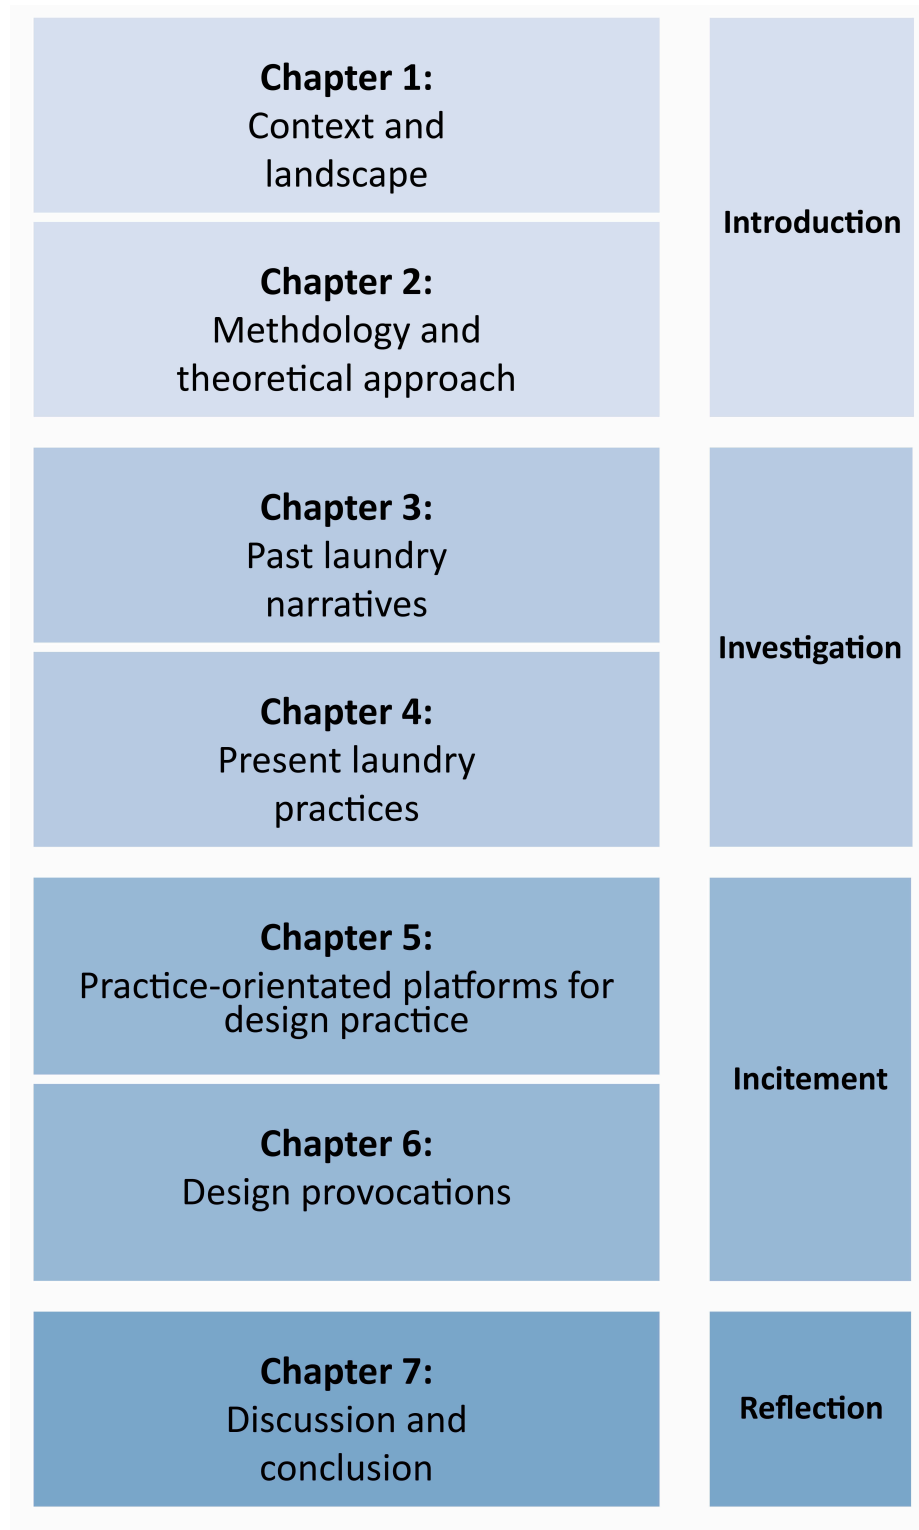 Chapter 1:
Context and
landscape
Introduction
Chapter 2:
Methdology and
theoretical approach
Chapter 3:
Past laundry
narratives
Investigation
Chapter 4:
Present laundry
practices
Chapter 5:
Practice-orientated platforms for
design practice
Incitement
Chapter 6:
Design provocations
Chapter 7:
Discussion and
conclusion
Reflection